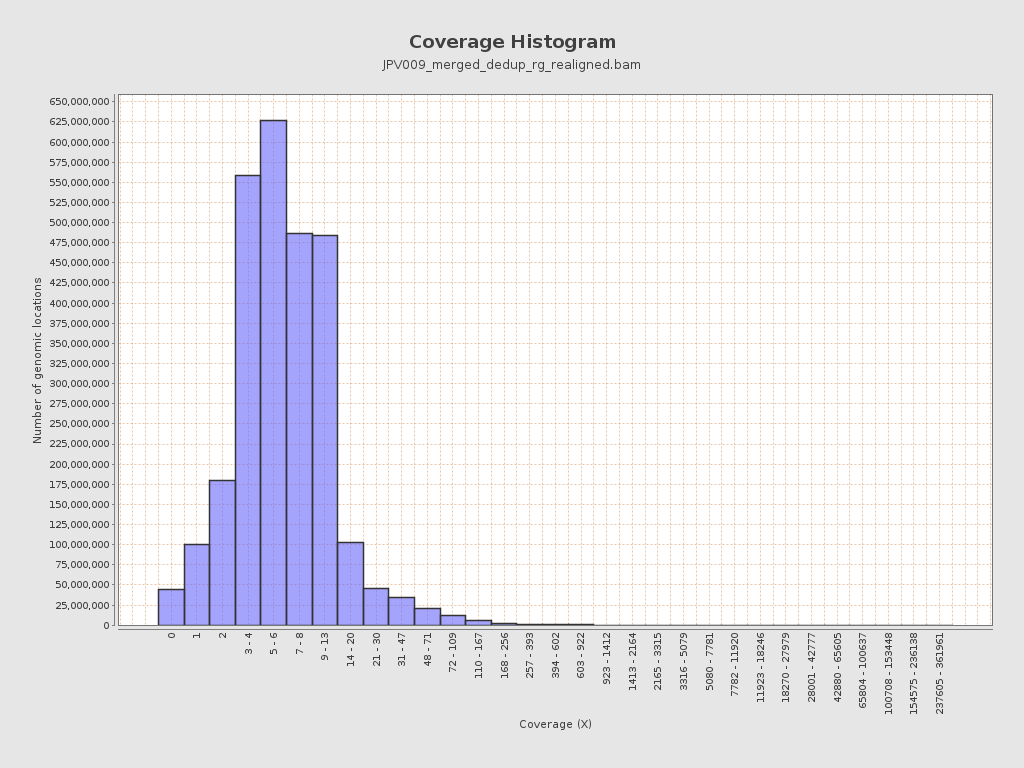 Coverage Histogram
JPV009_merged_dedup_rg_realigned.bam
Number of genomic locations
650,000,000
625,000,000
600,000,000
575,000,000
550,000,000
525,000,000
500,000,000
475,000,000
450,000,000
425,000,000
400,000,000
375,000,000
350,000,000
325,000,000
300,000,000
275,000,000
250,000,000
225,000,000
200,000,000
175,000,000
150,000,000
125,000,000
100,000,000
75,000,000
50,000,000
25,000,000
0
0
1
2
3 - 4
5 - 6
7 - 8
9 - 13
14 - 20
21 - 30
31 - 47
48 - 71
72 - 109
110 - 167
168 - 256
257 - 393
394 - 602
603 - 922
923 - 1412
1413 - 2164
2165 - 3315
3316 - 5079
5080 - 7781
7782 - 11920
11923 - 18246
18270 - 27979
28001 - 42777
42880 - 65605
65804 - 100637
100708 - 153448
154575 - 236138
237605 - 361961
Coverage (X)